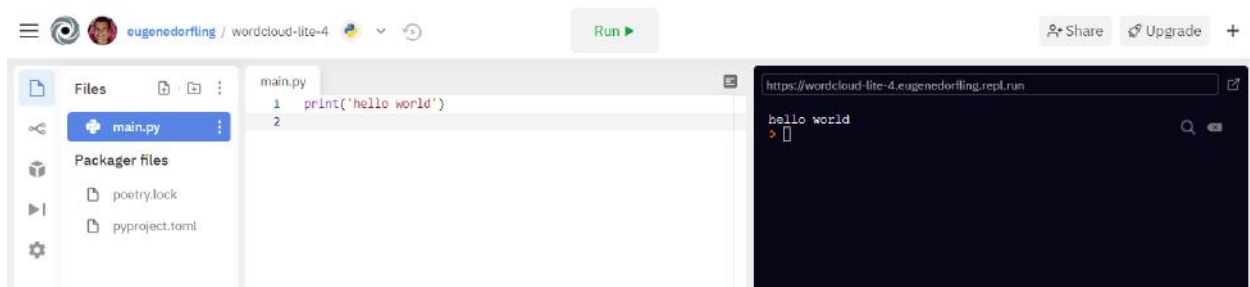 eugenedorfling / wordcloud-lite-4
Run
Share
Upgrade
Files
main.py
Packager files
poetry.lock
pyproject.toml
main.py
1 print('hello world')
2
https://wordcloud-lite-4.eugenedorfling.repl.run
hello world
>